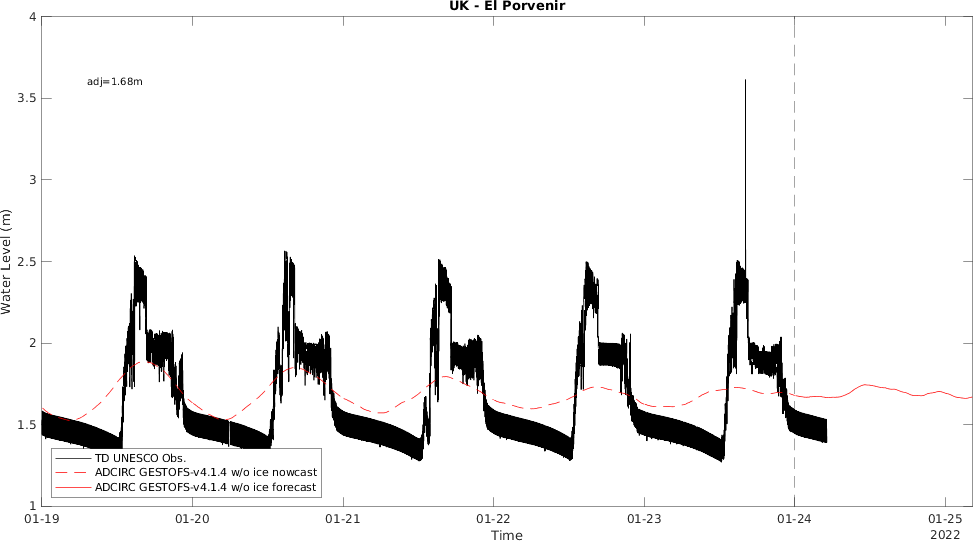 UK - El Porvenir
4
adj=1.68m
3.5
3
2.5
2
1.5
1
Water Level (m)
TD UNESCO Obs.
ADCIRC GESTOFS-v4.1.4 w/o ice nowcast
ADCIRC GESTOFS-v4.1.4 w/o ice forecast
01-19 01-20 01-21 01-22 01-23 01-24 01-25
Time 2022